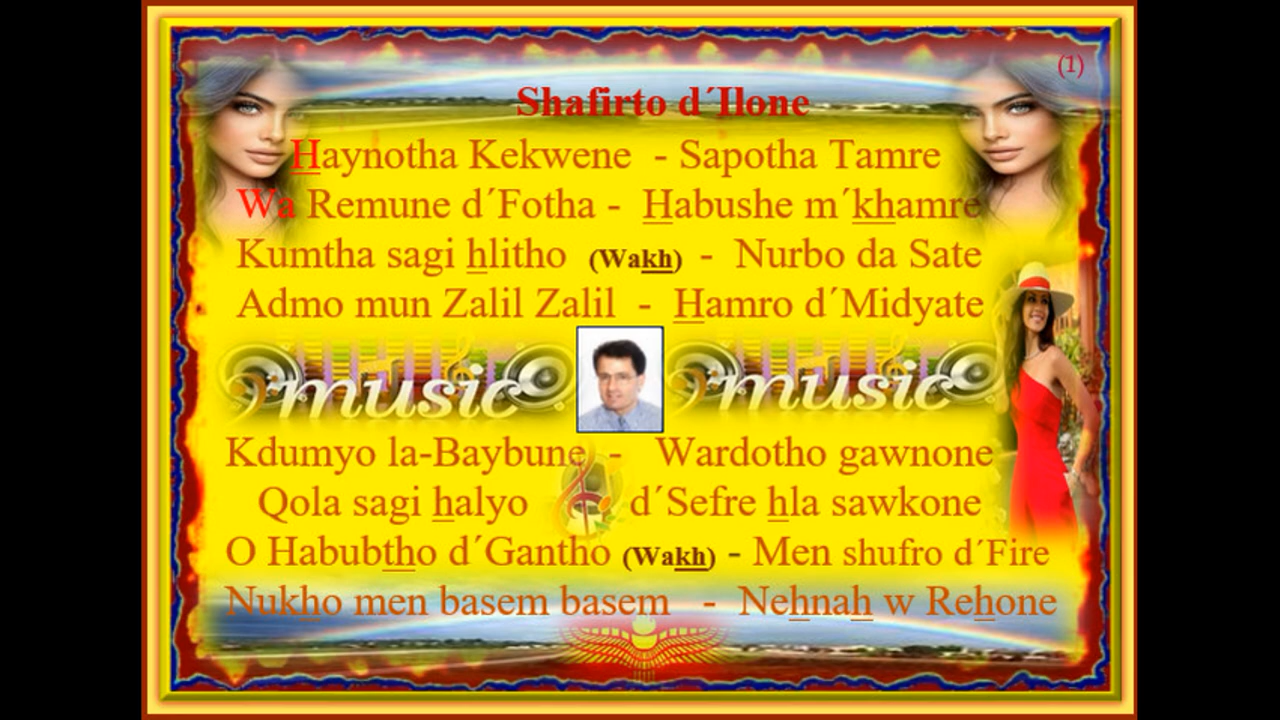 (1)
Shafirto d´Ilone
Haynotha Kekwene - Sapotha Tamre
Wa Remune d´Fotha - Habushe m´khamre
Kumtha sagi hlitho (Wakh) - Nurbo da Sate
Admo mun Zalil Zalil - Hamro d´Midyate
music music
Kdumyo la-Baybune - Wardotho gawnone
Qola sagi halyo d´Sefre hla sawkone
O Habubtho d´Gantho (Wakh) - Men shufro d´Fire
Nukho men basem basem - Nehnah w Rehone